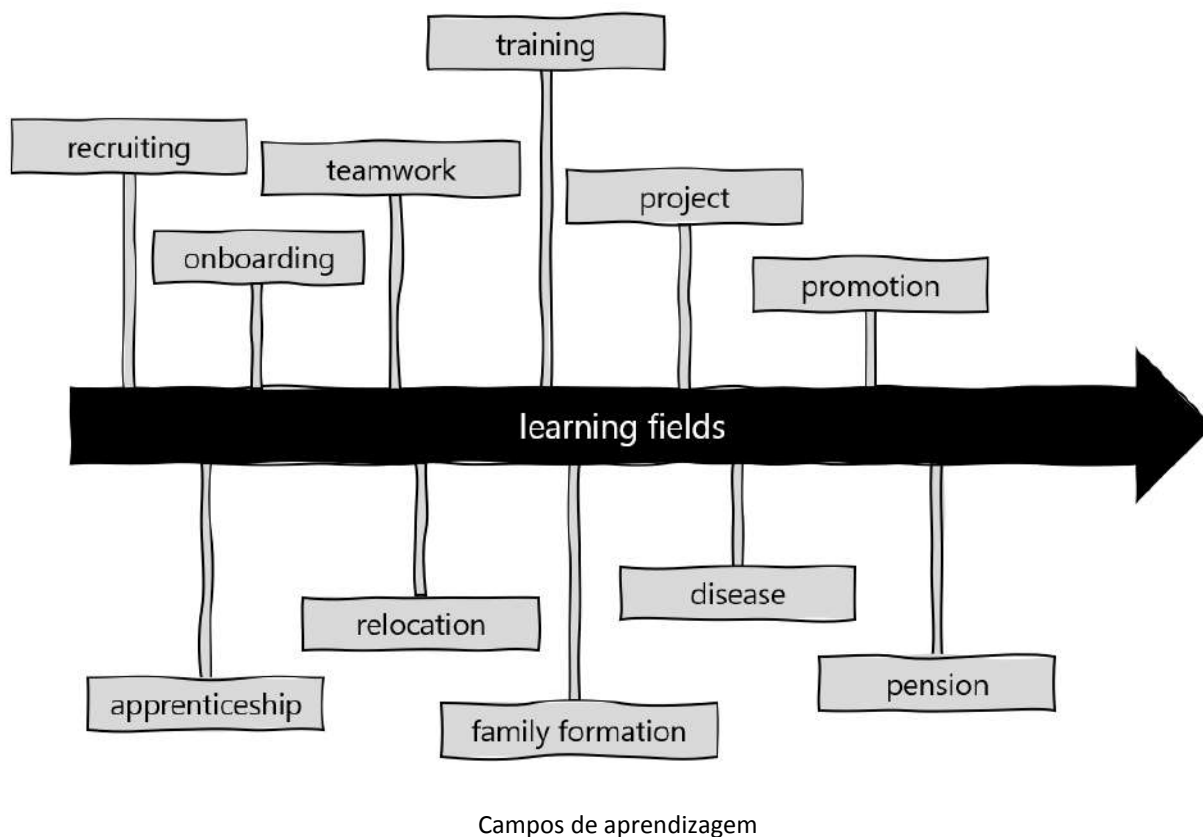 training
recruiting
teamwork
project
onboarding
promotion
learning fields
disease
relocation
pension
apprenticeship
family formation
Campos de aprendizagem